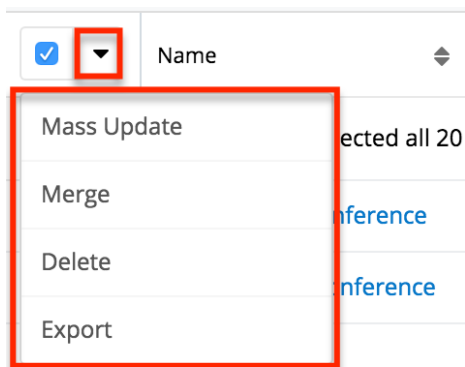 Name
Mass Update
ected all 20
Merge
nference
Delete
nference
Export